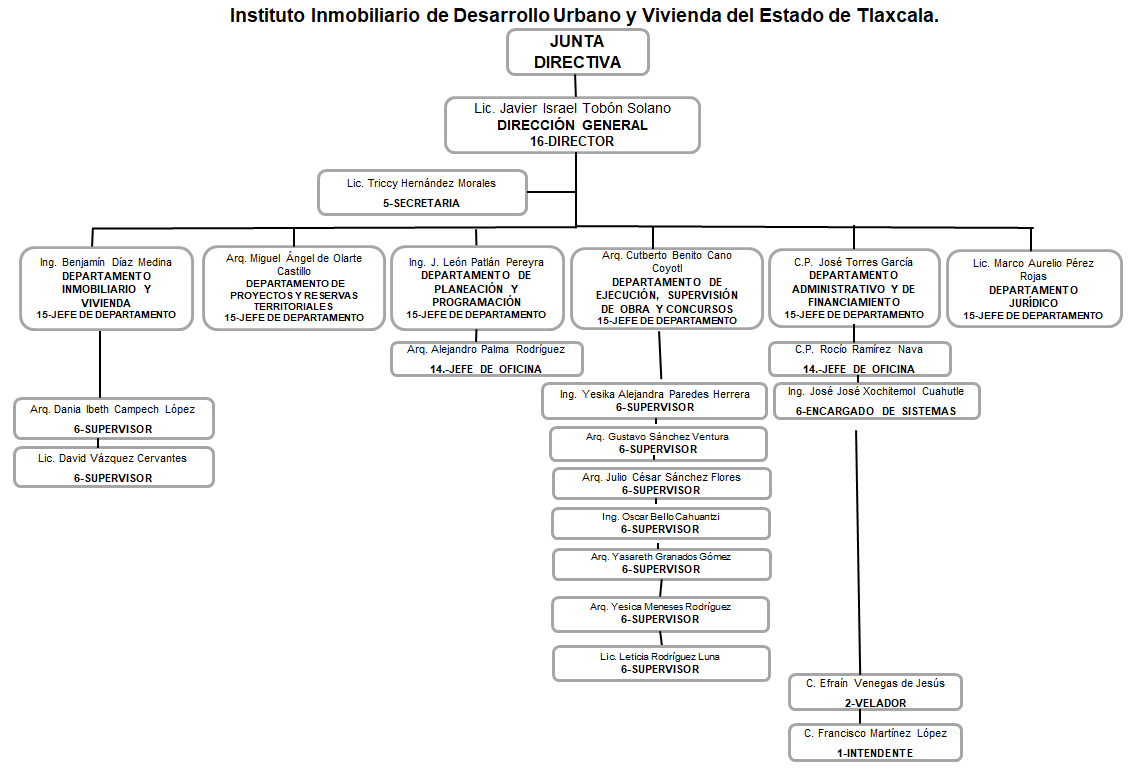 Instituto Inmobiliario de Desarrollo Urbano y Vivienda del Estado de Tlaxcala.
JUNTA
DIRECTIVA
Lic. Javier Israel Tobón Solano
DIRECCIÓN GENERAL
16-DIRECTOR
Lic. Triccy Hernández Morales
5-SECRETARIA
Ing. Benjamín Díaz Medina
DEPARTAMENTO
INMOBILIARIO Y
VIVIENDA
15-JEFE DE DEPARTAMENTO
Arq. Miguel Ángel de Olarte
Castillo
DEPARTAMENTO DE
PROYECTOS Y RESERVAS
TERRITORIALES
15-JEFE DE DEPARTAMENTO
Ing. J. León Patlán Pereyra
DEPARTAMENTO DE
PLANEACIÓN Y
PROGRAMACIÓN
15-JEFE DE DEPARTAMENTO
Arq. Cutberto Benito Cano
Coyotl
DEPARTAMENTO DE
EJECUCIÓN, SUPERVISIÓN
DE OBRA Y CONCURSOS
15-JEFE DE DEPARTAMENTO
C.P. José Torres García
DEPARTAMENTO
ADMINISTRATIVO Y DE
FINANCIAMIENTO
15-JEFE DE DEPARTAMENTO
Lic. Marco Aurelio Pérez
Rojas
DEPARTAMENTO
JURÍDICO
15-JEFE DE DEPARTAMENTO
Arq. Dania Ibeth Campech López
6-SUPERVISOR
Lic. David Vázquez Cervantes
6-SUPERVISOR
Arq. Alejandro Palma Rodríguez
14.-JEFE DE OFICINA
Ing. Yesika Alejandra Paredes Herrera
6-SUPERVISOR
Arq. Gustavo Sánchez Ventura
6-SUPERVISOR
Arq. Julio César Sánchez Flores
6-SUPERVISOR
Ing. Oscar Bello Cahuantzi
6-SUPERVISOR
Arq. Yasareth Granados Gómez
6-SUPERVISOR
Arq. Yesica Meneses Rodríguez
6-SUPERVISOR
Lic. Leticia Rodríguez Luna
6-SUPERVISOR
C.P. Rocío Ramírez Nava
14.-JEFE DE OFICINA
Ing. José José Xochitemol Cuahutle
6-ENCARGADO DE SISTEMAS
C. Efraín Venegas de Jesús
2-VELADOR
C. Francisco Martínez López
1-INTENDENTE